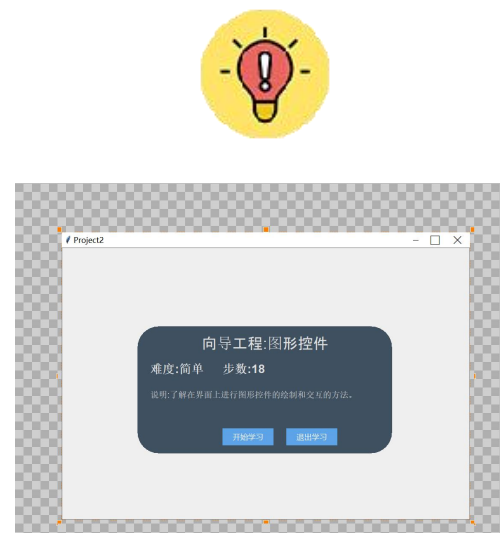 Project2
向导工程:图形控件
难度:简单 步数:18
说明:了解在界面上进行图形控件的绘制和交互的方法。
开始学习 退出学习